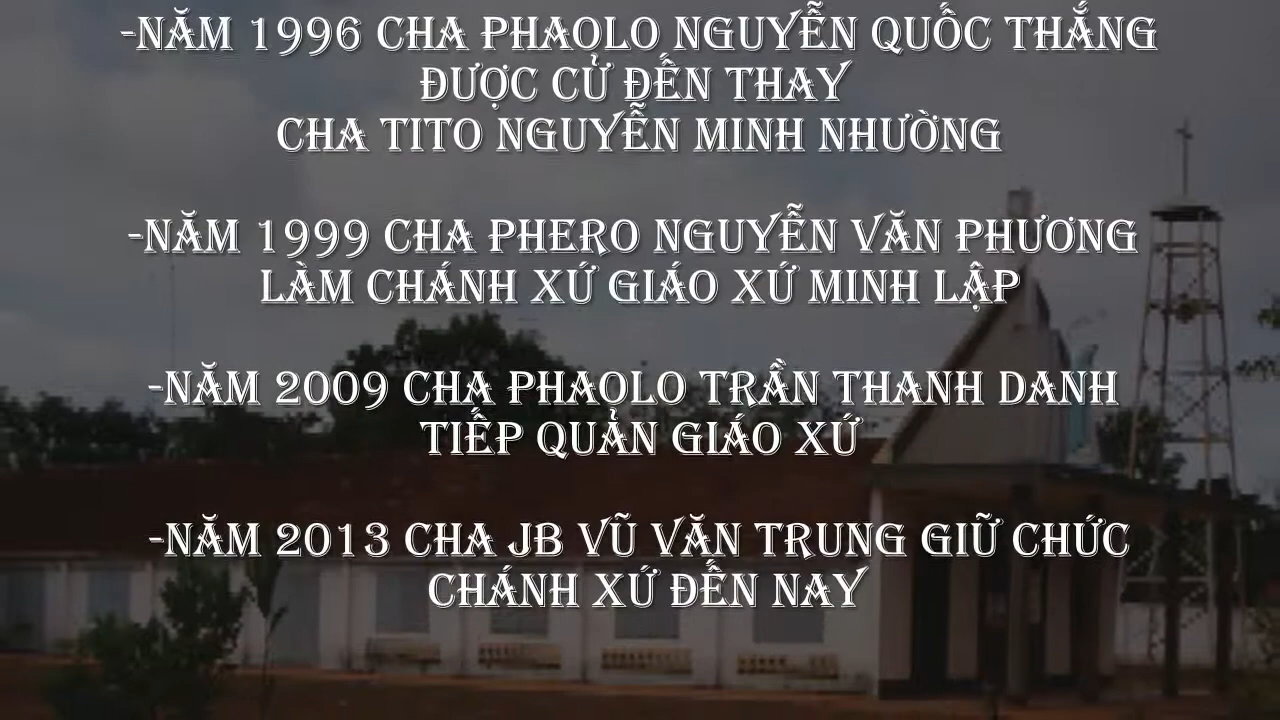 -NĂM 1996 CHA PHAOLO NGUYỄN QUỐC THẮNG
ĐƯỢC CỬ ĐẾN THAY
CHA TITO NGUYỄN MINH NHƯỜNG
-NĂM 1999 CHA PHERO NGUYỄN VĂN PHƯƠNG
LÀM CHÁNH XỨ GIÁO XỨ MINH LẬP
-NĂM 2009 CHA PHAOLO TRẦN THANH DANH
TIẾP QUẢN GIÁO XỨ
-NĂM 2013 CHA JB VŨ VĂN TRUNG GIỮ CHỨC
CHÁNH XỨ ĐẾN NAY